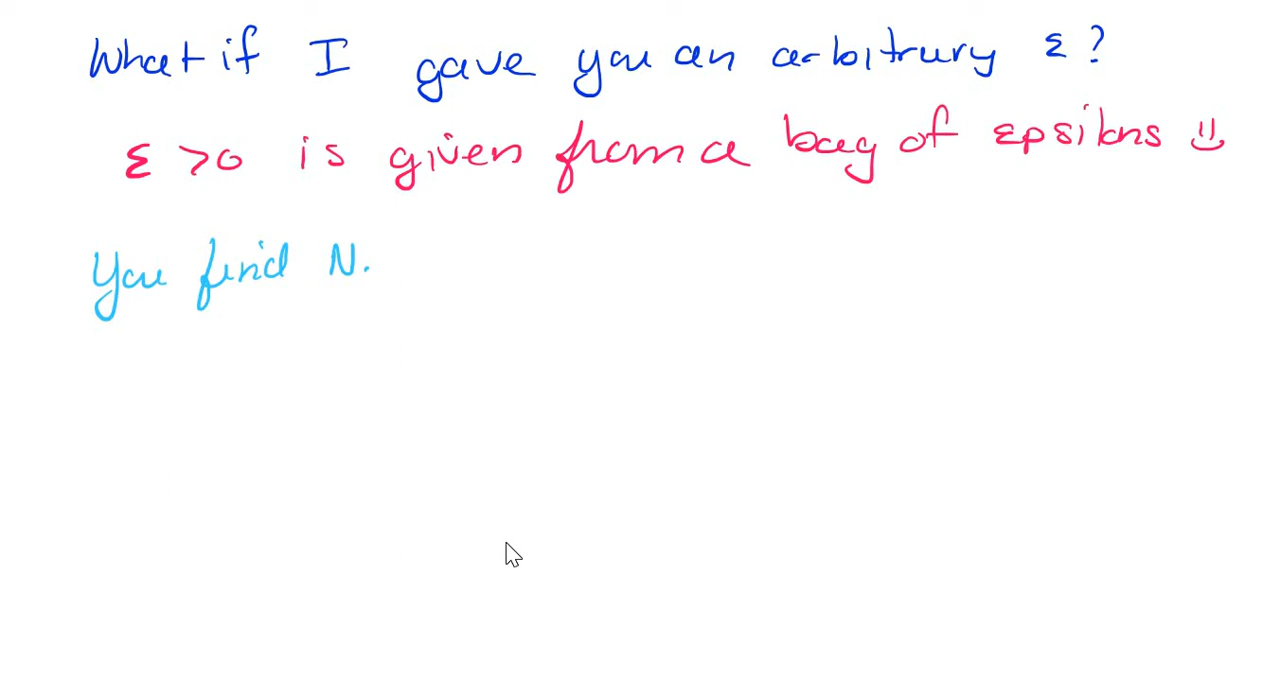 What if I gave you an arbitrary ε?
ε >0 is given from a bag of epsilons :)
You find N.